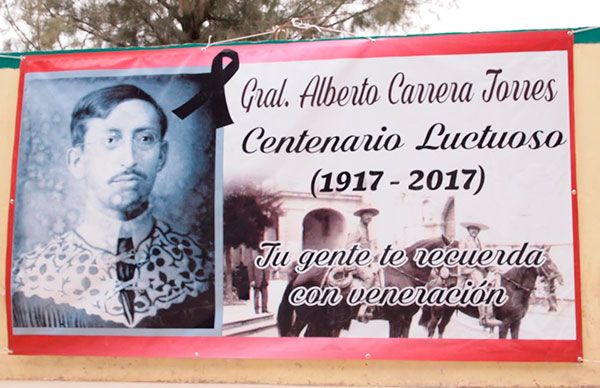 Gral. Alberto Carrera Torres
Centenario Luctuoso
(1917 - 2017)
Tu gente te recuerda
con veneración